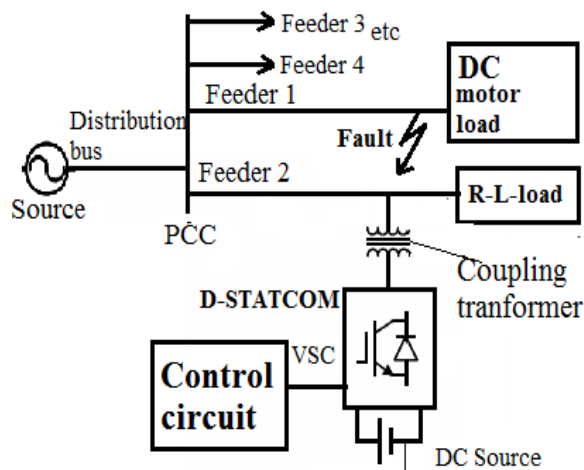 Feeder 3 etc
Feeder 4
Feeder 1
DC
motor
load
Distribution
bus
Fault
Feeder 2
Source
R-L-load
PCC
Coupling
tranformer
D-STATCOM
VSC
Control
circuit
DC Source